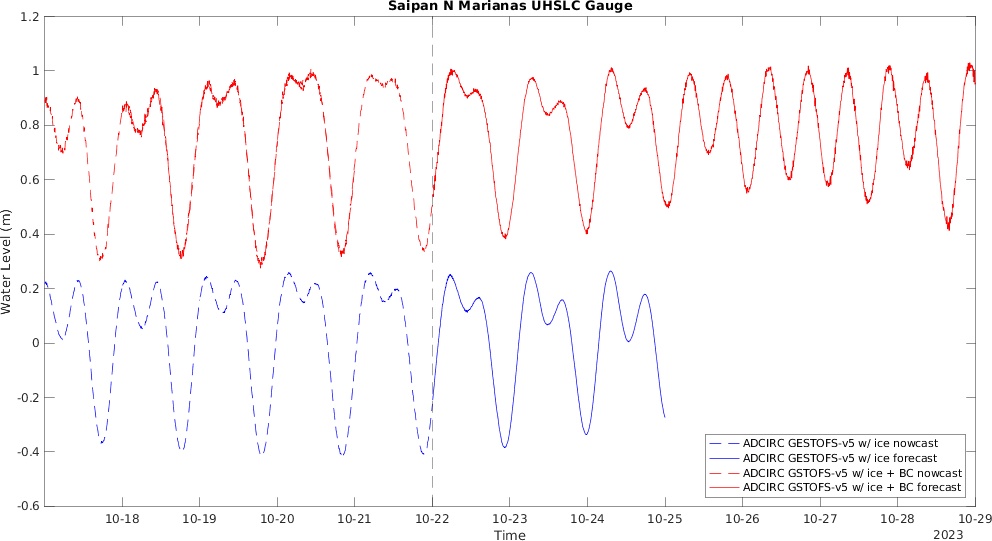 Saipan N Marianas UHSLC Gauge
1.2
1
0.8
0.6
0.4
0.2
0
-0.2
-0.4
-0.6
Water Level (m)
10-18 10-19 10-20 10-21 10-22 10-23 10-24 10-25 10-26 10-27 10-28 10-29
Time
2023
ADCIRC GESTOFS-v5 w/ ice nowcast
ADCIRC GESTOFS-v5 w/ ice forecast
ADCIRC GSTOFS-v5 w/ ice + BC nowcast
ADCIRC GSTOFS-v5 w/ ice + BC forecast